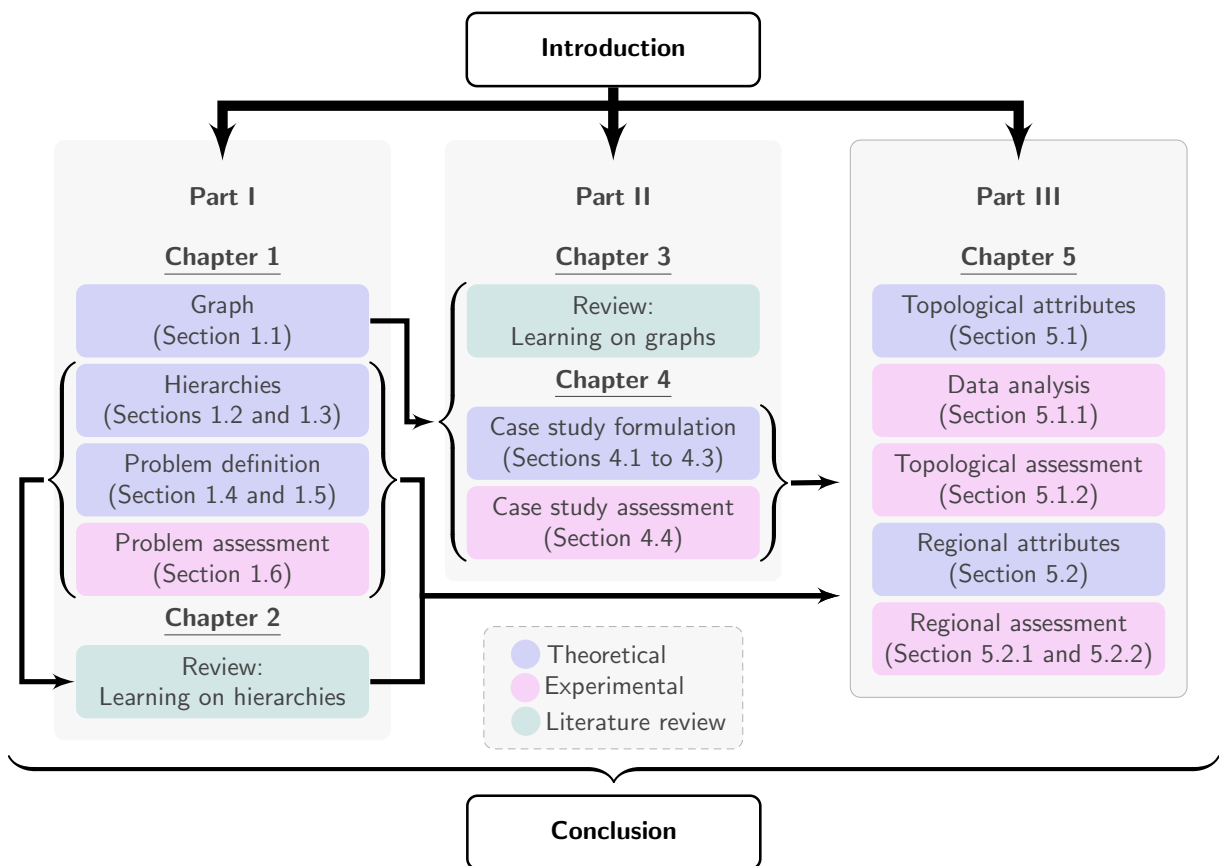 Introduction
Part I
Chapter 1
Graph
(Section 1.1)
Hierarchies
(Sections 1.2 and 1.3)
Problem definition
(Section 1.4 and 1.5)
Problem assessment
(Section 1.6)
Chapter 2
Review:
Learning on hierarchies
Part II
Chapter 3
Review:
Learning on graphs
Chapter 4
Case study formulation
(Sections 4.1 to 4.3)
Case study assessment
(Section 4.4)
Part III
Chapter 5
Topological attributes
(Section 5.1)
Data analysis
(Section 5.1.1)
Topological assessment
(Section 5.1.2)
Regional attributes
(Section 5.2)
Regional assessment
(Section 5.2.1 and 5.2.2)
Theoretical
Experimental
Literature review
Conclusion